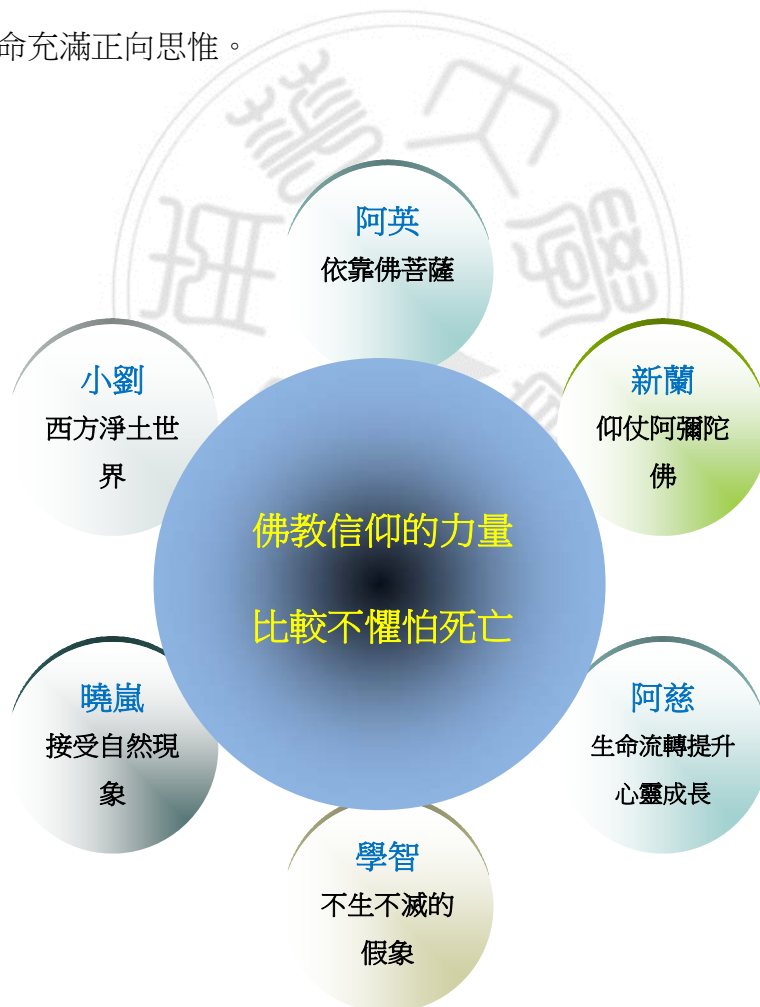 命充滿正向思惟。
阿英
依靠佛菩薩
新蘭
仰仗阿彌陀
佛
阿慈
生命流轉提升
心靈成長
學智
不生不滅的
假象
曉嵐
接受自然現
象
小劉
西方淨土世
界
佛教信仰的力量
比較不懼怕死亡